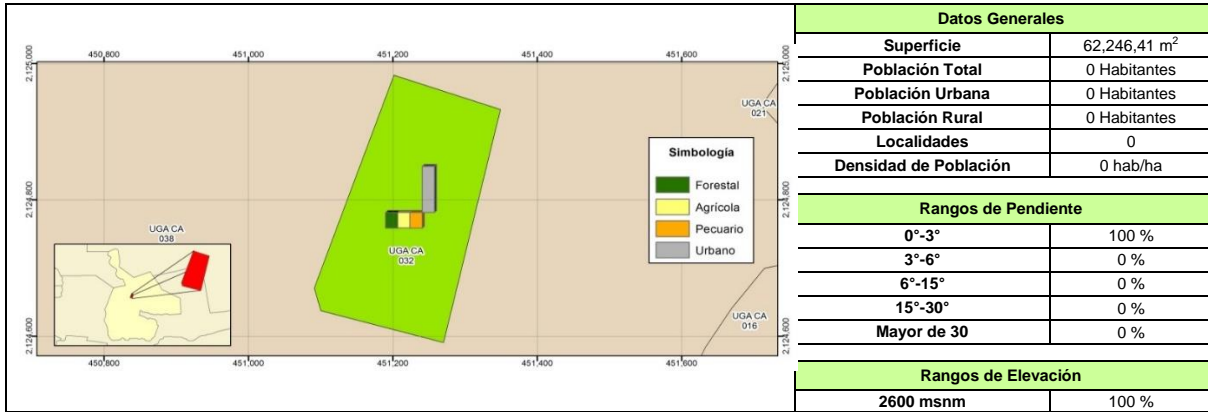 450,800 451,000 451,200 451,400 451,600
2,125,000 2,125,000
2,124,800 2,124,800
2,124,600 2,124,600
UGA CA
021
UGA CA
032
UGA CA
016
UGA CA
038
Simbología
Forestal
Agrícola
Pecuario
Urbano
450,800 451,000 451,200 451,400 451,600
Datos Generales
Superficie 62,246,41 m²
Población Total 0 Habitantes
Población Urbana 0 Habitantes
Población Rural 0 Habitantes
Localidades 0
Densidad de Población 0 hab/ha
Rangos de Pendiente
0°-3° 100 %
3°-6° 0 %
6°-15° 0 %
15°-30° 0 %
Mayor de 30 0 %
Rangos de Elevación
2600 msnm 100 %